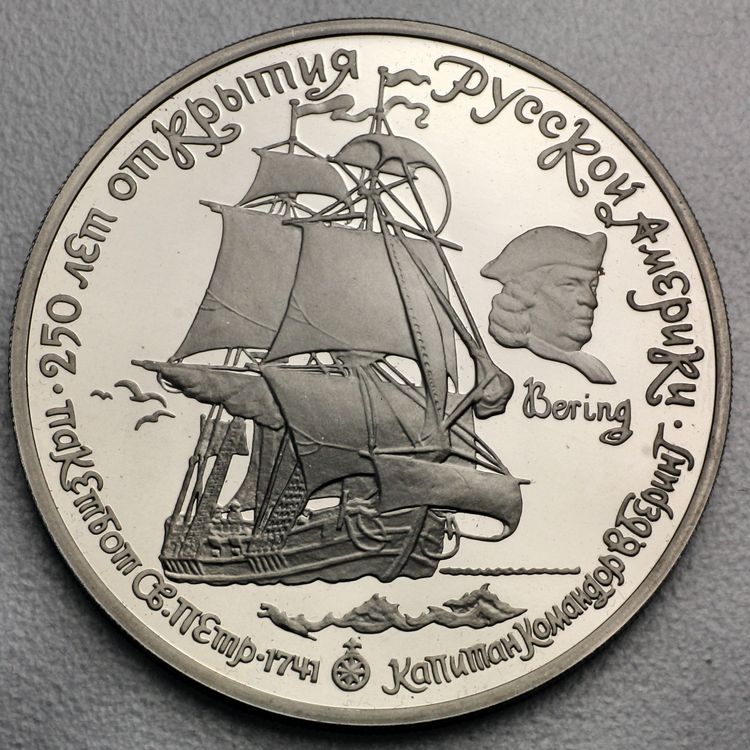 250 лет открытия Русской Америки
пакетбот Св. Петр · 1741
Капитан Командор В. Беринг
Bering